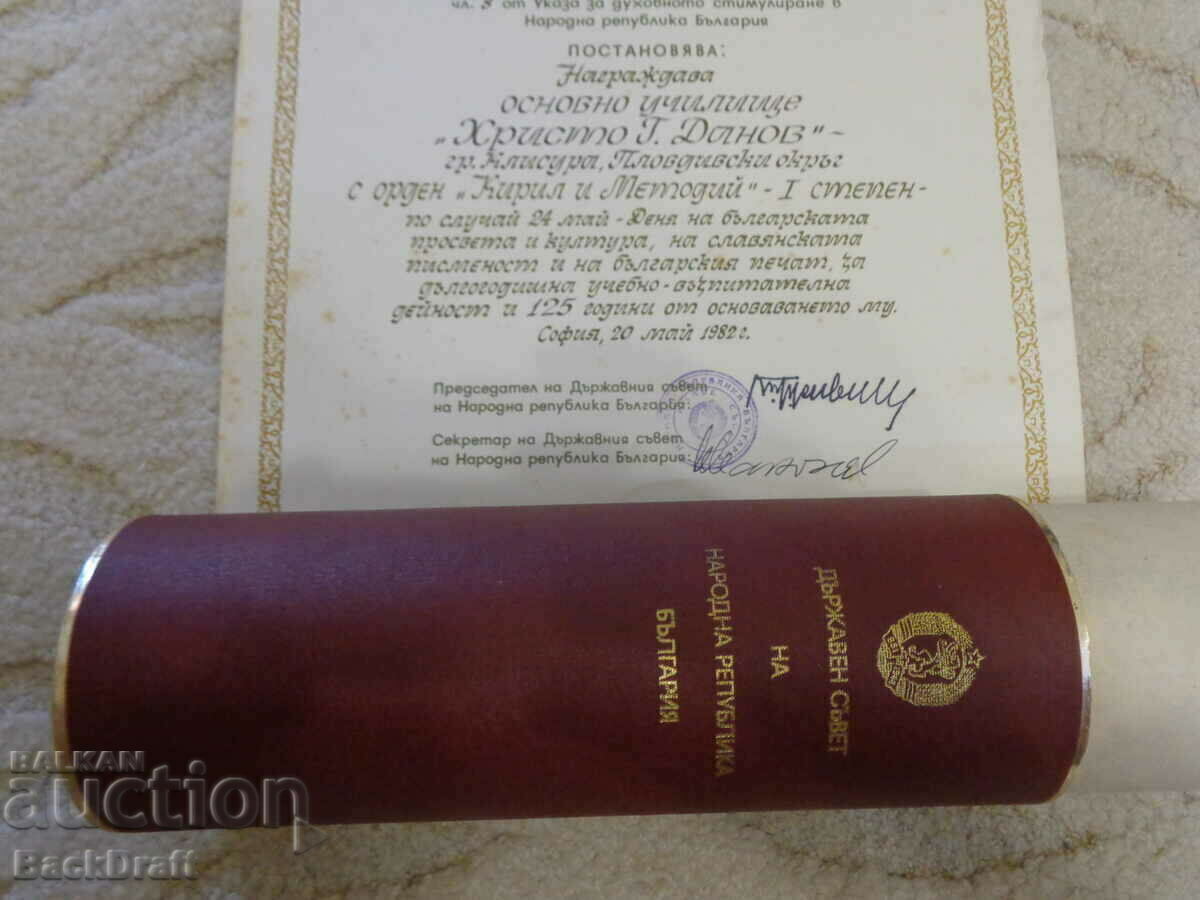 чл. 8 от Указа за духовното стимулиране в
Народна република България
ПОСТАНОВЯВА:
Награждава
основно училище
„Христо Г. Данов" –
гр. Клисура, Пловдивски окръг
с орден „Кирил и Методий" – I степен –
по случай 24 май – Деня на българската
просвета и култура, на славянската
писменост и на българския печат, за
дългогодишна учебно-възпитателна
дейност и 125 години от основаването му.
София, 20 май 1982 г.
Председател на Държавния съвет
на Народна република България:
Секретар на Държавния съвет
на Народна република България:
ДЪРЖАВЕН СЪВЕТ
НА
НАРОДНА РЕПУБЛИКА
БЪЛГАРИЯ
BALKAN
auction
BackDraft